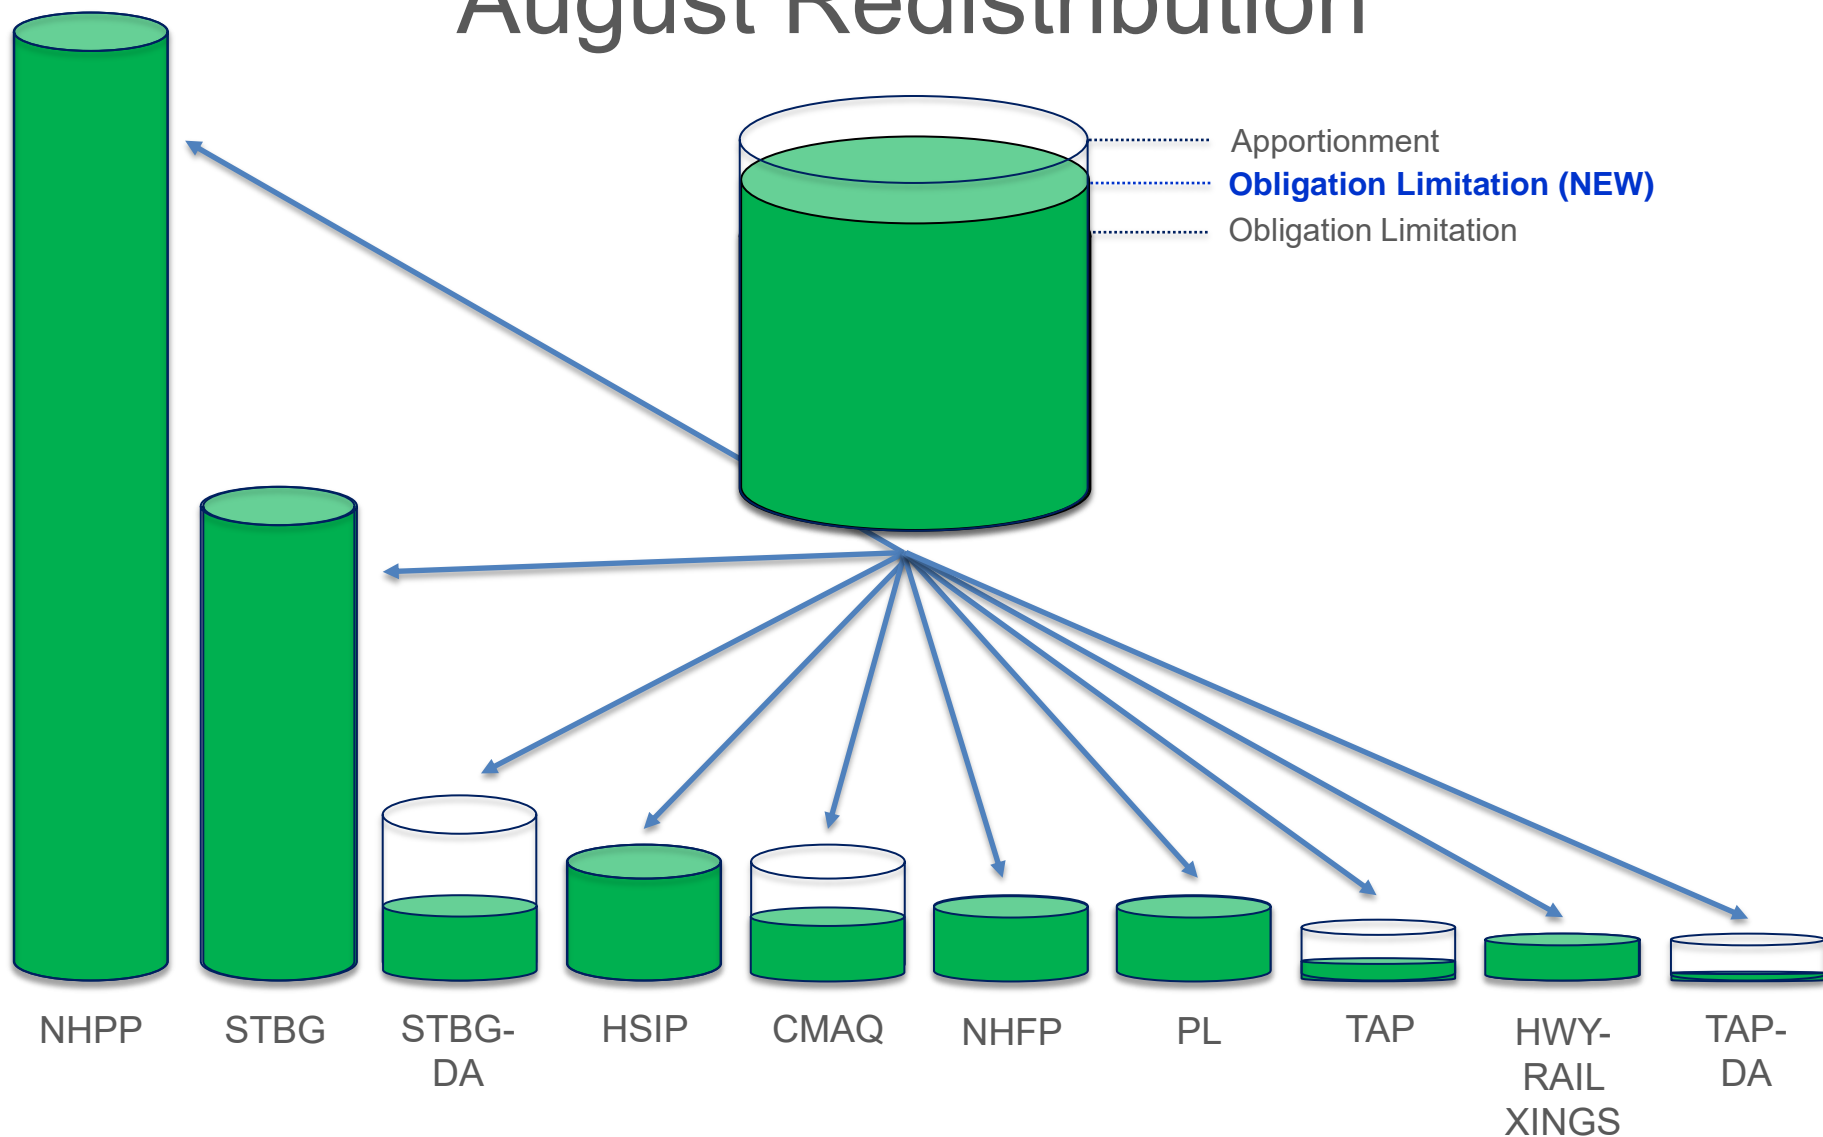 August Redistribution
Apportionment
Obligation Limitation (NEW)
Obligation Limitation
NHPP
STBG
STBG-
DA
HSIP
CMAQ
NHFP
PL
TAP
HWY-
RAIL
XINGS
TAP-
DA